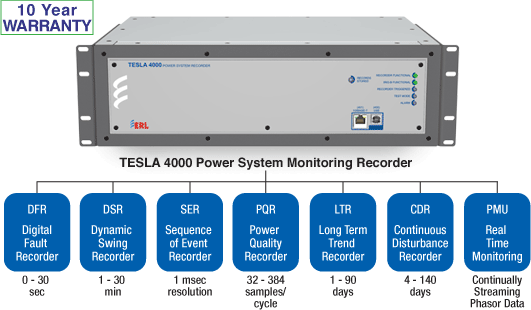 10 Year
WARRANTY
TESLA 4000 POWER SYSTEM RECORDER
RECORDER FUNCTIONAL
RELAY FUNCTIONAL
RECORDER TRIGGERED
TEST MODE
ALARM
ERL
TESLA 4000 Power System Monitoring Recorder
DFR
Digital
Fault
Recorder
0 - 30
sec
DSR
Dynamic
Swing
Recorder
1 - 30
min
SER
Sequence
of Event
Recorder
1 msec
resolution
PQR
Power
Quality
Recorder
32 - 384
samples/
cycle
LTR
Long Term
Trend
Recorder
1 - 90
days
CDR
Continuous
Disturbance
Recorder
4 - 140
days
PMU
Real
Time
Monitoring
Continually
Streaming
Phasor Data